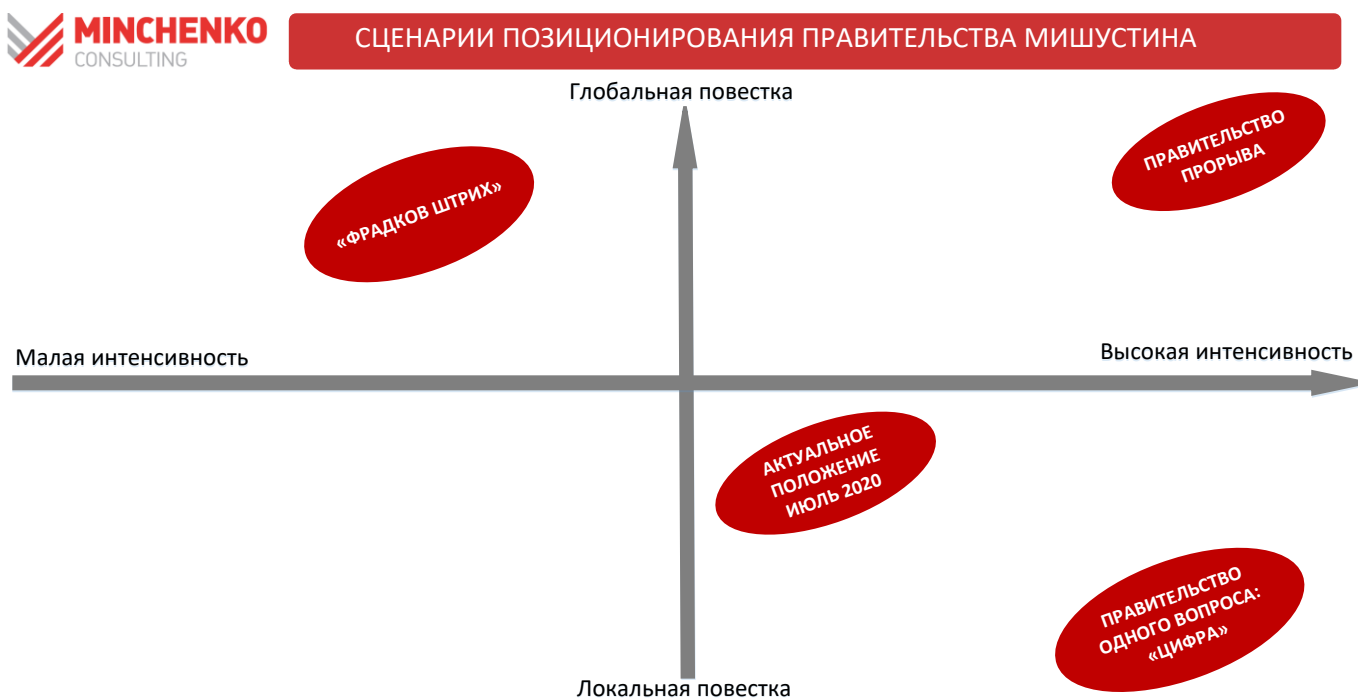 MINCHENKO
CONSULTING
СЦЕНАРИИ ПОЗИЦИОНИРОВАНИЯ ПРАВИТЕЛЬСТВА МИШУСТИНА
Глобальная повестка
ПРАВИТЕЛЬСТВО
ПРОРЫВА
«ФРАДКОВ ШТРИХ»
Малая интенсивность
Высокая интенсивность
АКТУАЛЬНОЕ
ПОЛОЖЕНИЕ
ИЮЛЬ 2020
ПРАВИТЕЛЬСТВО
ОДНОГО ВОПРОСА:
«ЦИФРА»
Локальная повестка